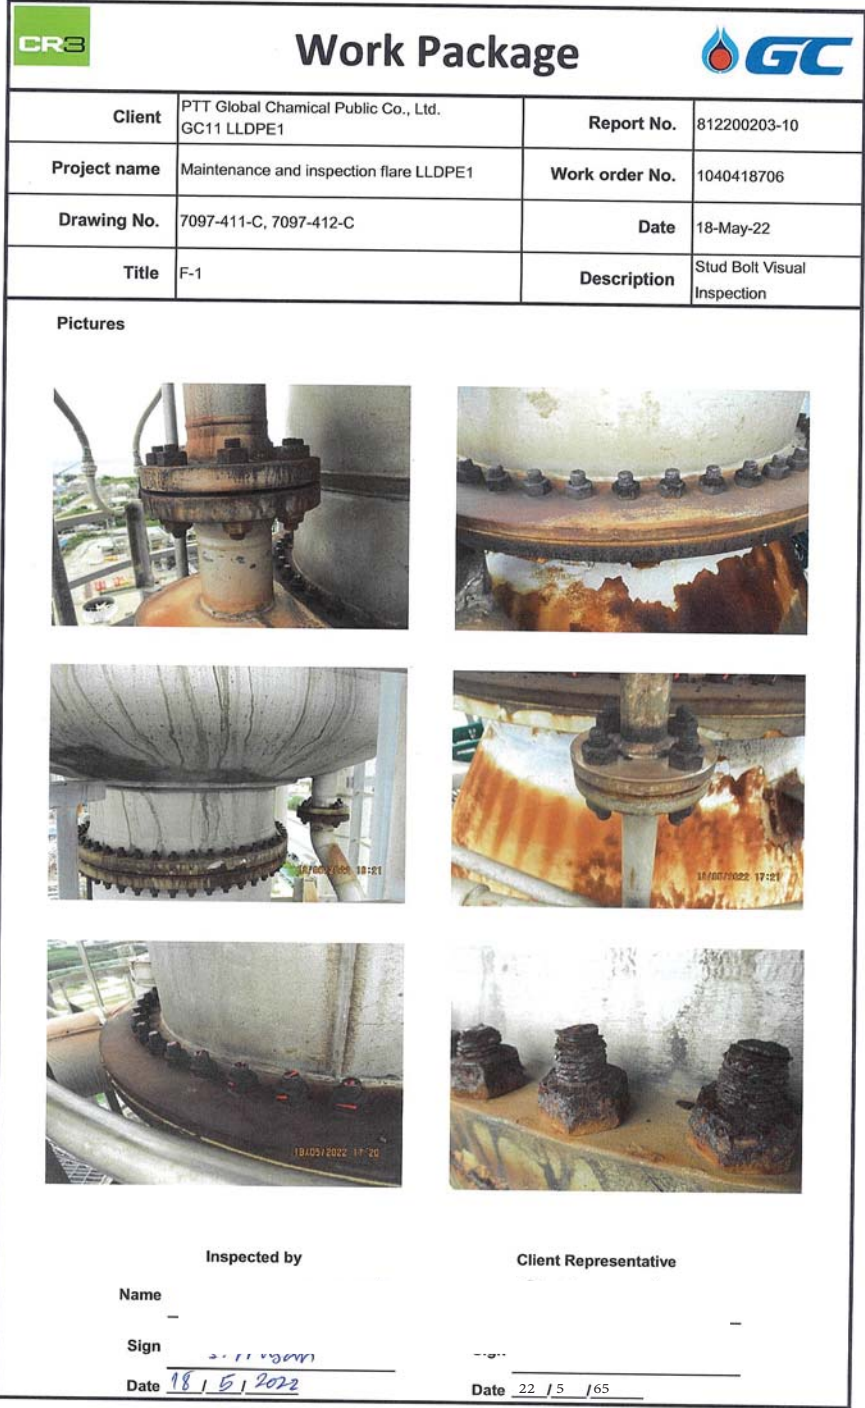 CR3
Work Package
GC
Client
PTT Global Chamical Public Co., Ltd.
GC11 LLDPE1
Report No.
812200203-10
Project name
Maintenance and inspection flare LLDPE1
Work order No.
1040418706
Drawing No.
7097-411-C, 7097-412-C
Date
18-May-22
Title
F-1
Description
Stud Bolt Visual
Inspection
Pictures
2022 17:21
19/05/2022 17:20
Inspected by
Client Representative
Name
Sign
Date 18 / 5 / 2022
Date 22 / 5 / 65